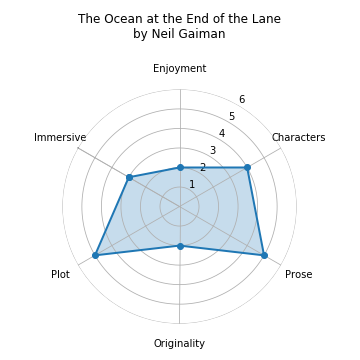 The Ocean at the End of the Lane
by Neil Gaiman
Enjoyment
6
5
4
3
2
1
Immersive
Characters
Plot
Prose
Originality